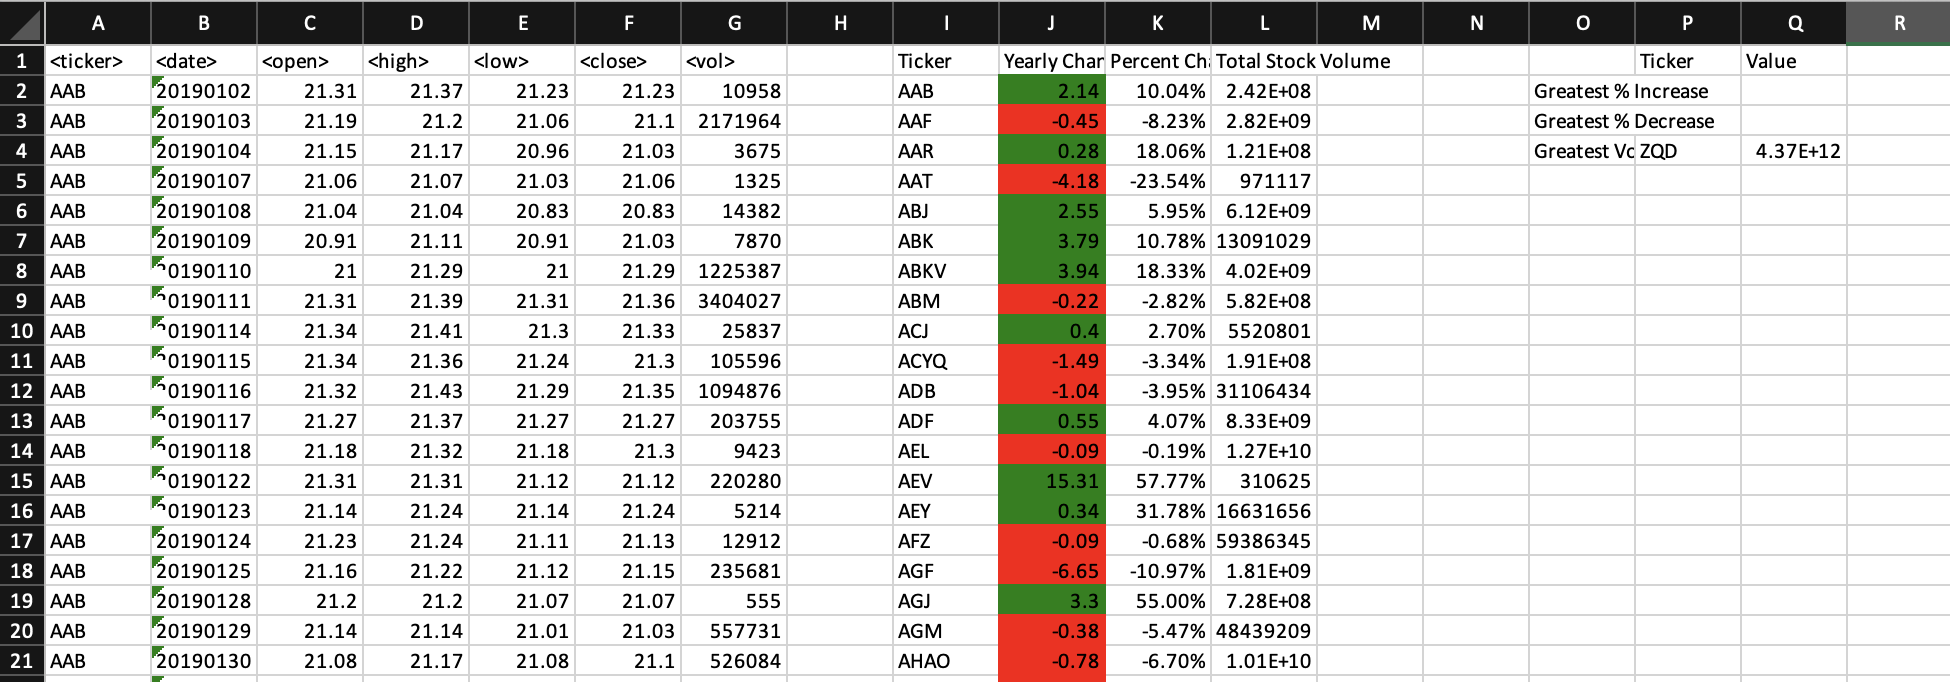 A B C D E F G H I J K L M N O P Q R
1 <ticker> <date> <open> <high> <low> <close> <vol> Ticker Yearly Char Percent Ch Total Stock Volume Ticker Value
2 AAB 20190102 21.31 21.37 21.23 21.23 10958 AAB 2.14 10.04% 2.42E+08 Greatest % Increase
3 AAB 20190103 21.19 21.2 21.06 21.1 2171964 AAF -0.45 -8.23% 2.82E+09 Greatest % Decrease
4 AAB 20190104 21.15 21.17 20.96 21.03 3675 AAR 0.28 18.06% 1.21E+08 Greatest Vo ZQD 4.37E+12
5 AAB 20190107 21.06 21.07 21.03 21.06 1325 AAT -4.18 -23.54% 971117
6 AAB 20190108 21.04 21.04 20.83 20.83 14382 ABJ 2.55 5.95% 6.12E+09
7 AAB 20190109 20.91 21.11 20.91 21.03 7870 ABK 3.79 10.78% 13091029
8 AAB 20190110 21 21.29 21 21.29 1225387 ABKV 3.94 18.33% 4.02E+09
9 AAB 20190111 21.31 21.39 21.31 21.36 3404027 ABM -0.22 -2.82% 5.82E+08
10 AAB 20190114 21.34 21.41 21.3 21.33 25837 ACJ 0.4 2.70% 5520801
11 AAB 20190115 21.34 21.36 21.24 21.3 105596 ACYQ -1.49 -3.34% 1.91E+08
12 AAB 20190116 21.32 21.43 21.29 21.35 1094876 ADB -1.04 -3.95% 31106434
13 AAB 20190117 21.27 21.37 21.27 21.27 203755 ADF 0.55 4.07% 8.33E+09
14 AAB 20190118 21.18 21.32 21.18 21.3 9423 AEL -0.09 -0.19% 1.27E+10
15 AAB 20190122 21.31 21.31 21.12 21.12 220280 AEV 15.31 57.77% 310625
16 AAB 20190123 21.14 21.24 21.14 21.24 5214 AEY 0.34 31.78% 16631656
17 AAB 20190124 21.23 21.24 21.11 21.13 12912 AFZ -0.09 -0.68% 59386345
18 AAB 20190125 21.16 21.22 21.12 21.15 235681 AGF -6.65 -10.97% 1.81E+09
19 AAB 20190128 21.2 21.2 21.07 21.07 555 AGJ 3.3 55.00% 7.28E+08
20 AAB 20190129 21.14 21.14 21.01 21.03 557731 AGM -0.38 -5.47% 48439209
21 AAB 20190130 21.08 21.17 21.08 21.1 526084 AHAO -0.78 -6.70% 1.01E+10